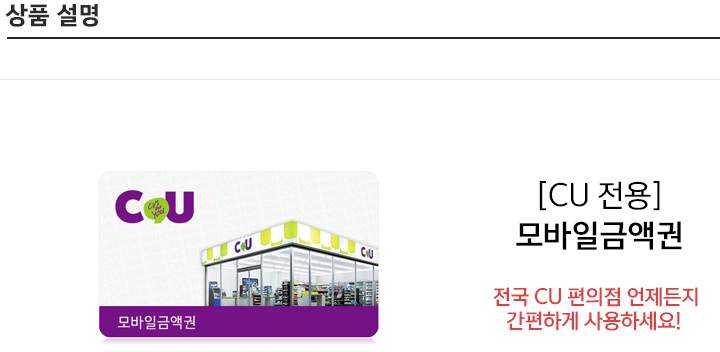 상품 설명
CU
nice to CU
CU
CU
모바일금액권
[CU 전용]
모바일금액권
전국 CU 편의점 언제든지
간편하게 사용하세요!